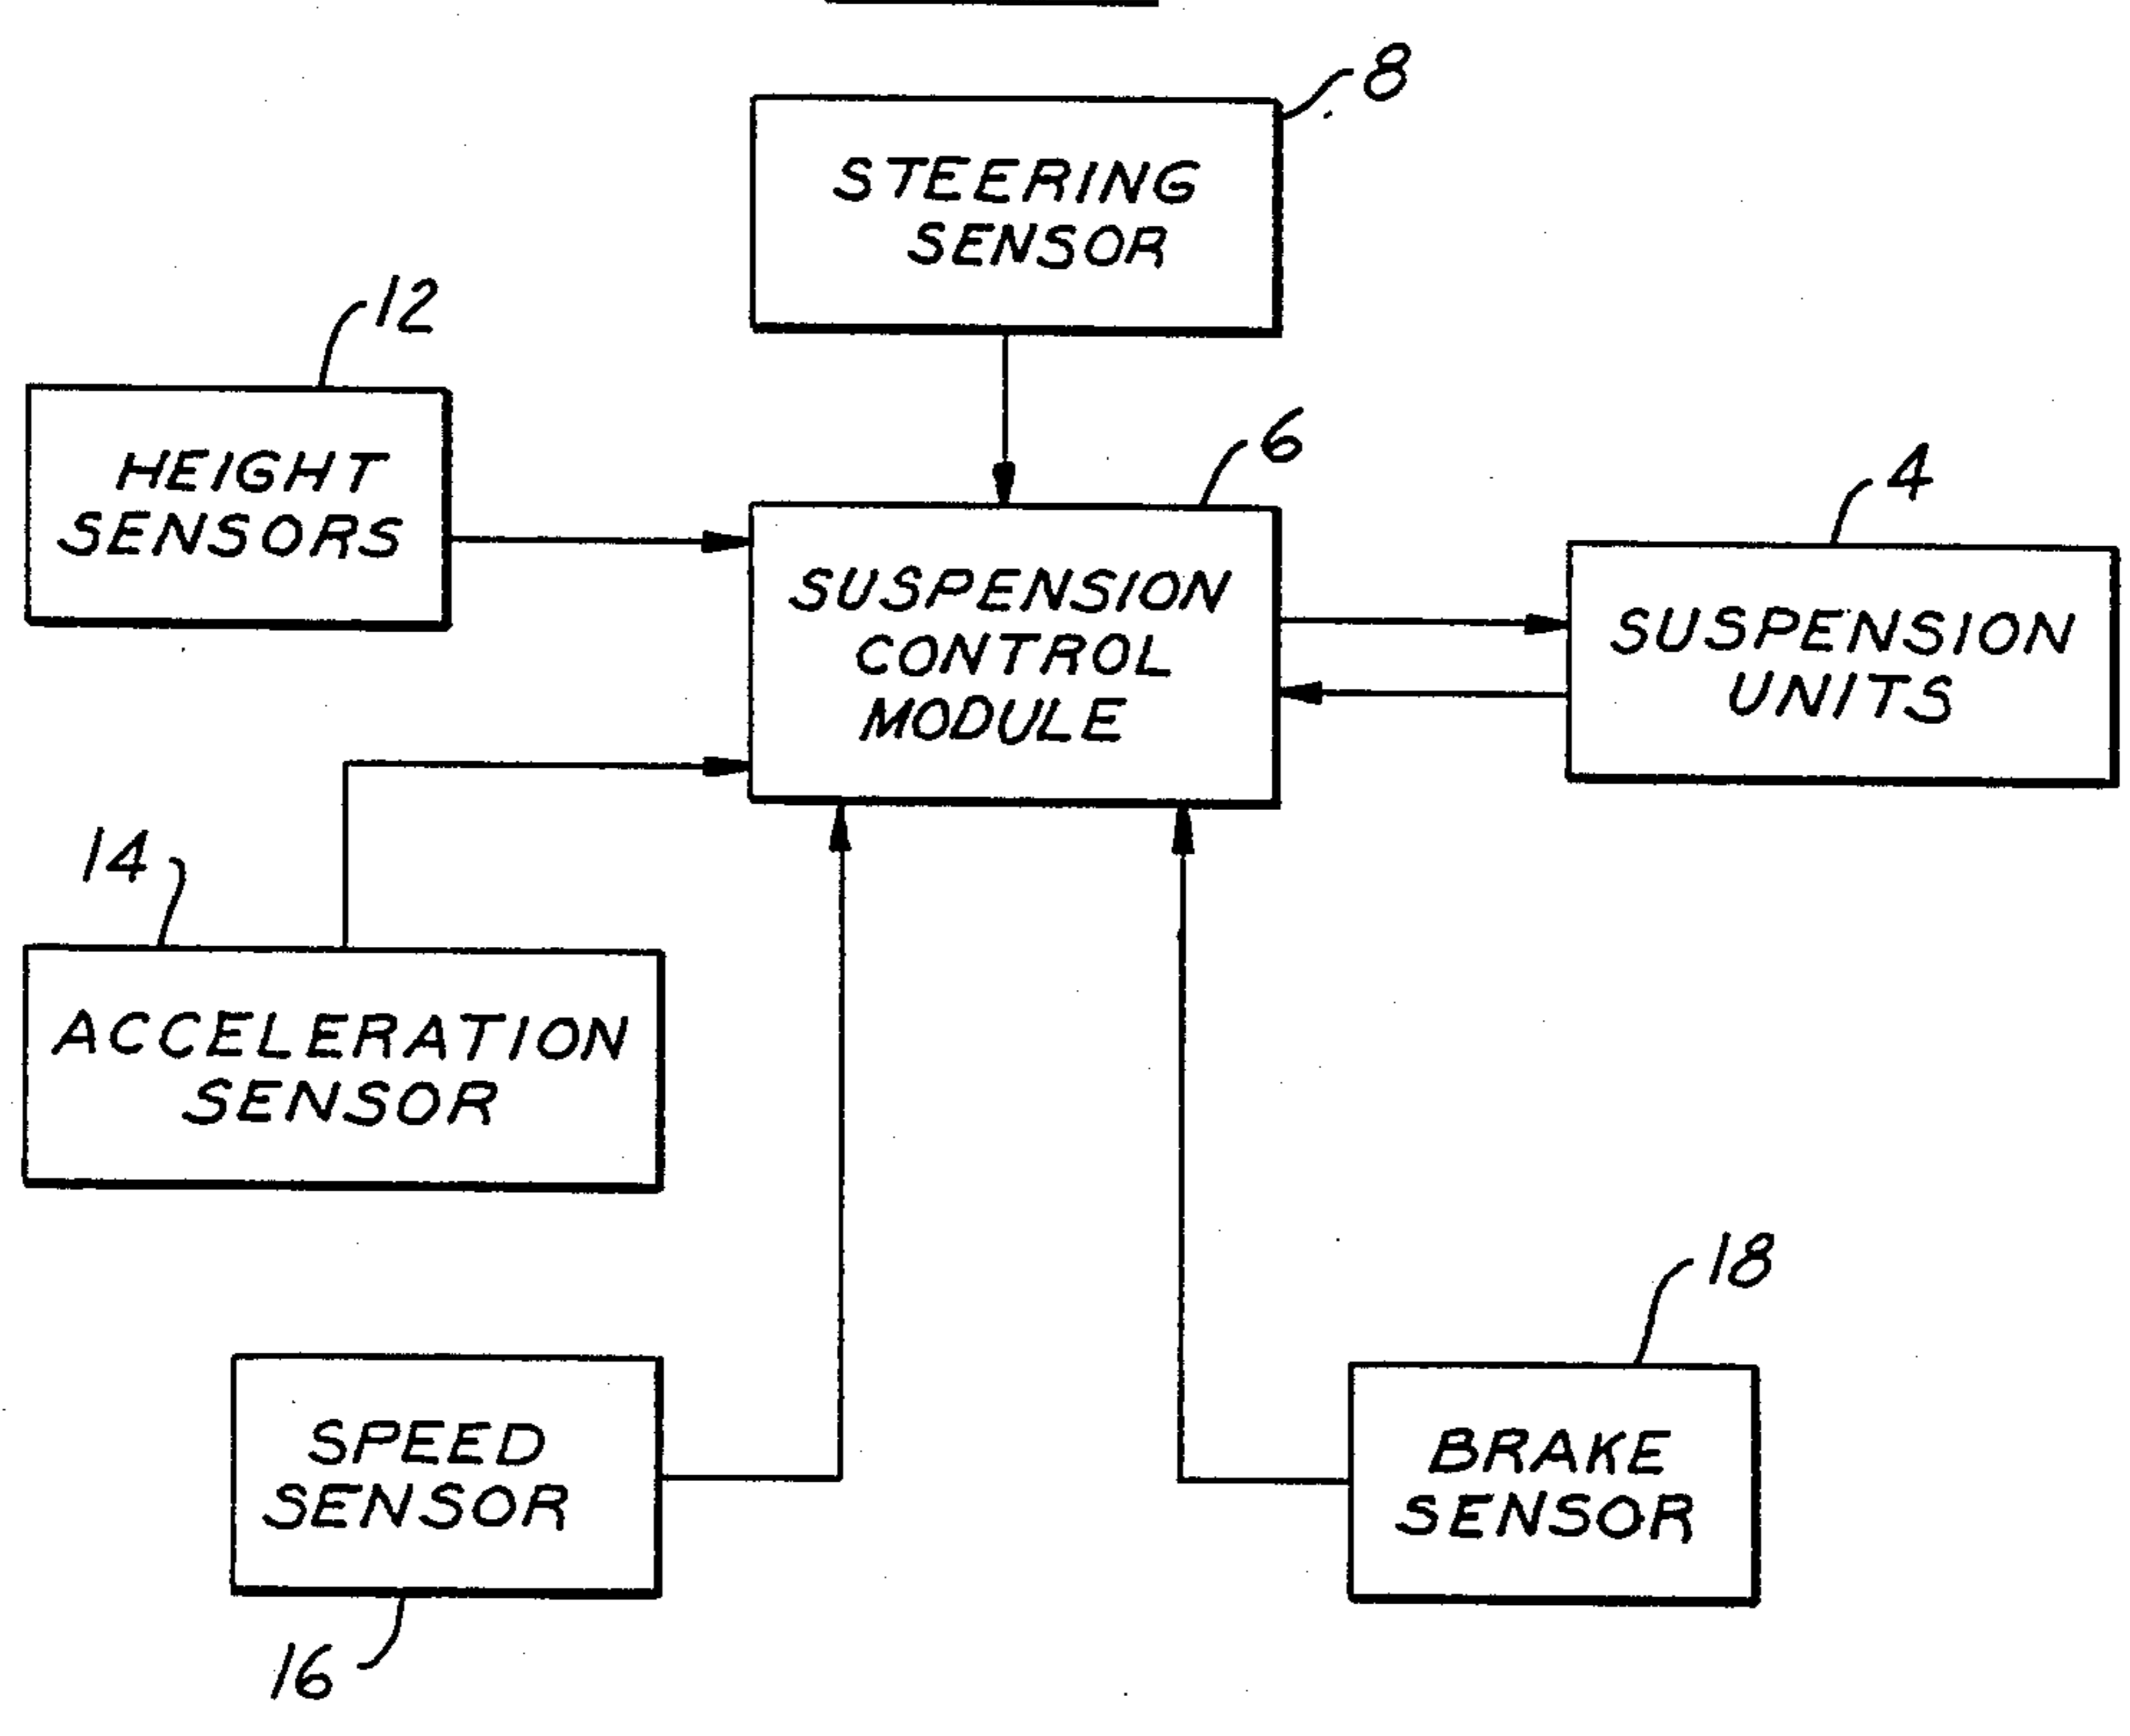 8
STEERING
SENSOR
12
HEIGHT
SENSORS
6
SUSPENSION
CONTROL
MODULE
4
SUSPENSION
UNITS
14
ACCELERATION
SENSOR
18
SPEED
SENSOR
16
BRAKE
SENSOR